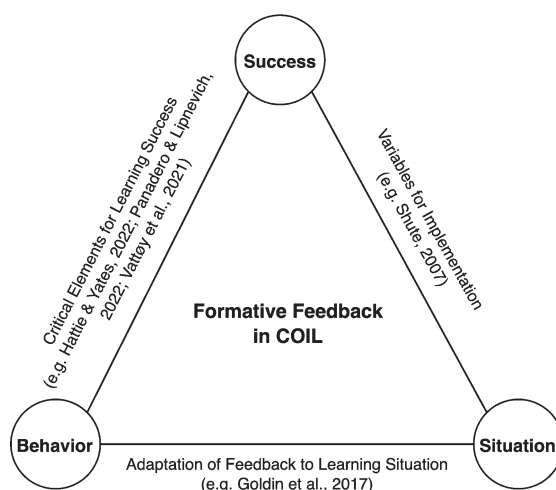 Success
Critical Elements for Learning Success
(e.g. Hattie & Yates, 2022; Panadero & Lipnevich,
2022; Vattøy et al., 2021)
Variables for Implementation
(e.g. Shute, 2007)
Formative Feedback
in COIL
Behavior
Situation
Adaptation of Feedback to Learning Situation
(e.g. Goldin et al., 2017)